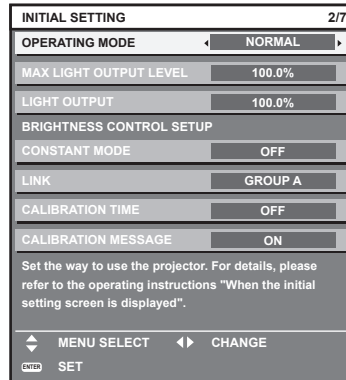 INITIAL SETTING 2/7
OPERATING MODE NORMAL
MAX LIGHT OUTPUT LEVEL 100.0%
LIGHT OUTPUT 100.0%
BRIGHTNESS CONTROL SETUP
CONSTANT MODE OFF
LINK GROUP A
CALIBRATION TIME OFF
CALIBRATION MESSAGE ON
Set the way to use the projector. For details, please
refer to the operating instructions "When the initial
setting screen is displayed".
MENU SELECT CHANGE
ENTER SET